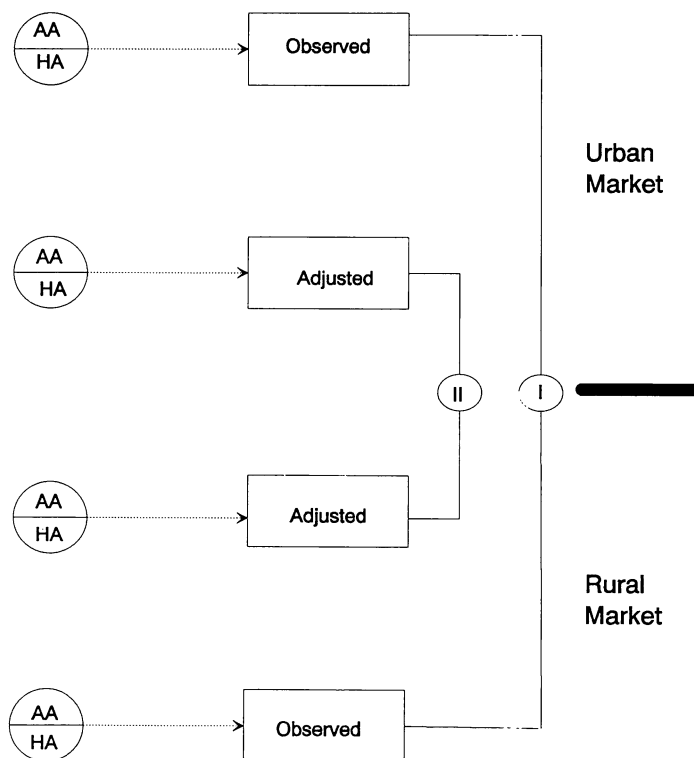 AA
HA
Observed
Urban
Market
AA
HA
Adjusted
II
I
AA
HA
Adjusted
Rural
Market
AA
HA
Observed